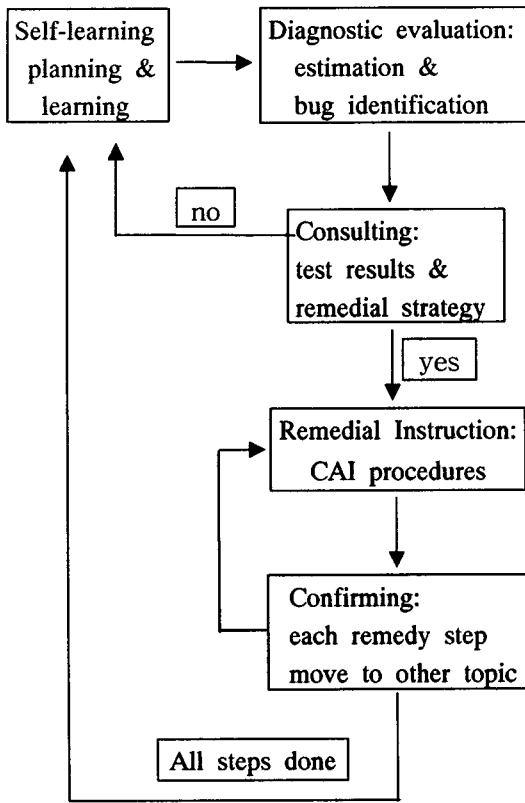 Self-learning
planning &
learning
Diagnostic evaluation:
estimation &
bug identification
no
Consulting:
test results &
remedial strategy
yes
Remedial Instruction:
CAI procedures
Confirming:
each remedy step
move to other topic
All steps done